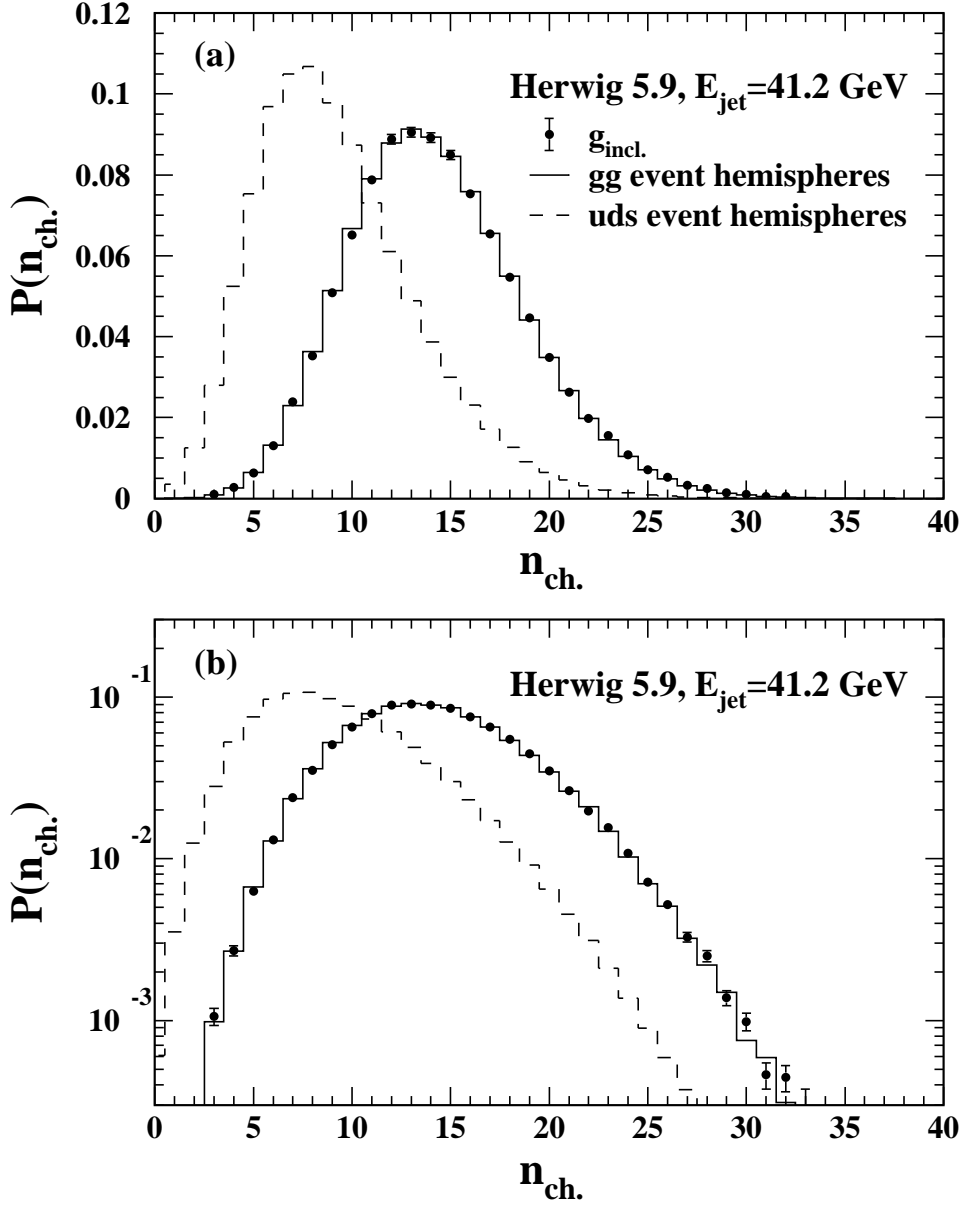 (a)
Herwig 5.9, E_jet=41.2 GeV
g_incl.
gg event hemispheres
uds event hemispheres
P(n_ch.)
0.12
0.1
0.08
0.06
0.04
0.02
0
0 5 10 15 20 25 30 35 40
n_ch.
(b)
Herwig 5.9, E_jet=41.2 GeV
P(n_ch.)
10^-1
10^-2
10^-3
0 5 10 15 20 25 30 35 40
n_ch.